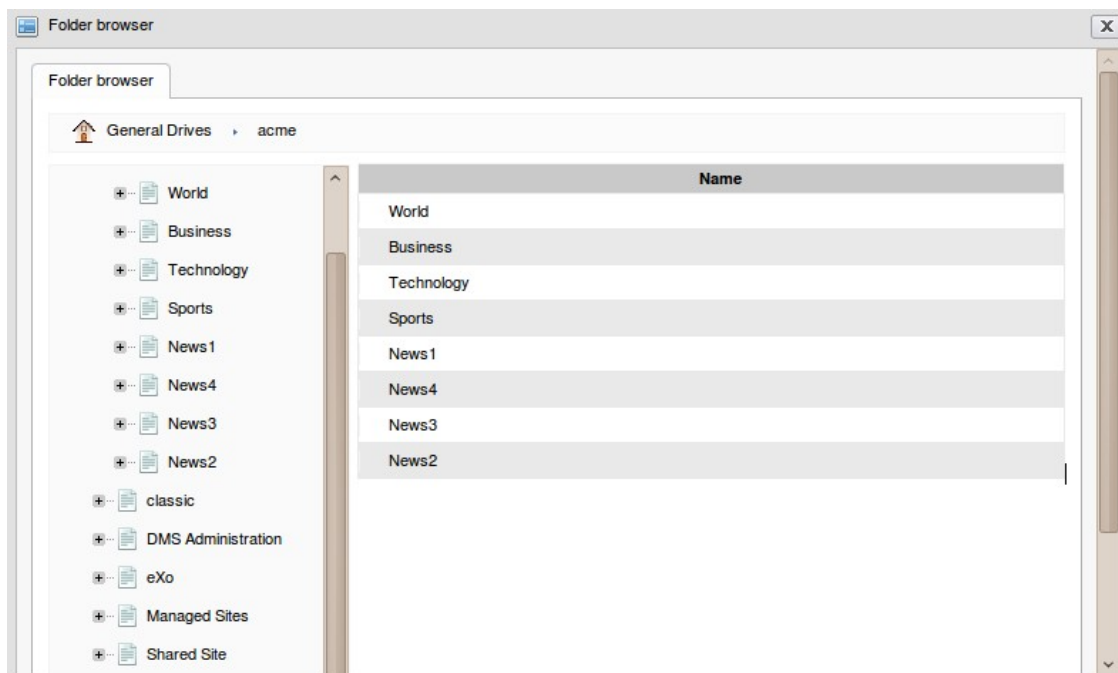 Folder browser
X
Folder browser
General Drives acme
World
Business
Technology
Sports
News1
News4
News3
News2
classic
DMS Administration
eXo
Managed Sites
Shared Site
Name
World
Business
Technology
Sports
News1
News4
News3
News2